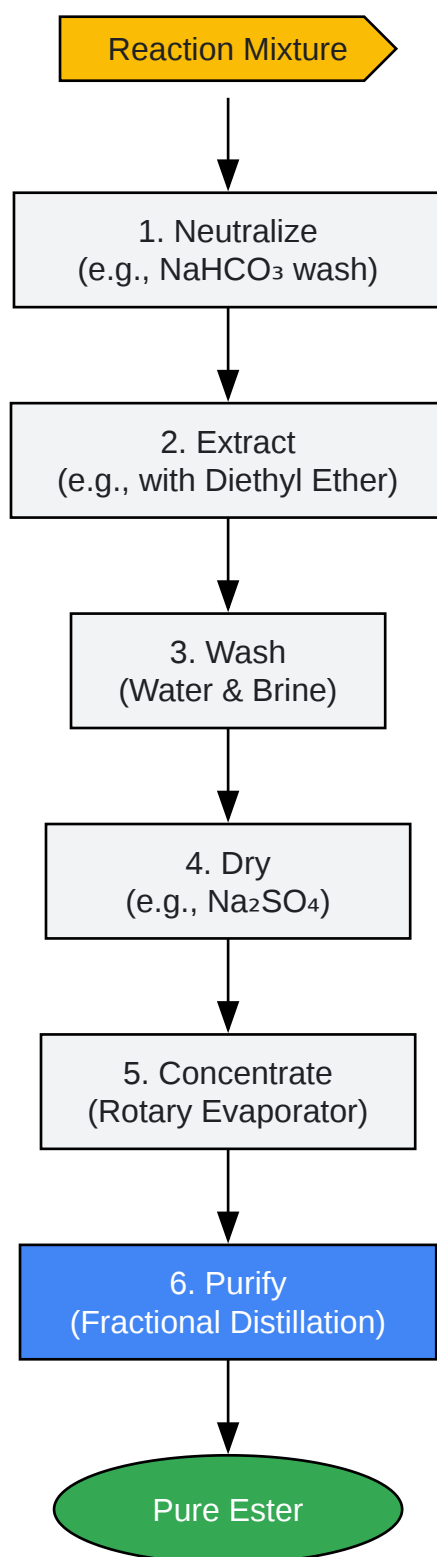 Reaction Mixture
1. Neutralize
(e.g., NaHCO₃ wash)
2. Extract
(e.g., with Diethyl Ether)
3. Wash
(Water & Brine)
4. Dry
(e.g., Na₂SO₄)
5. Concentrate
(Rotary Evaporator)
6. Purify
(Fractional Distillation)
Pure Ester